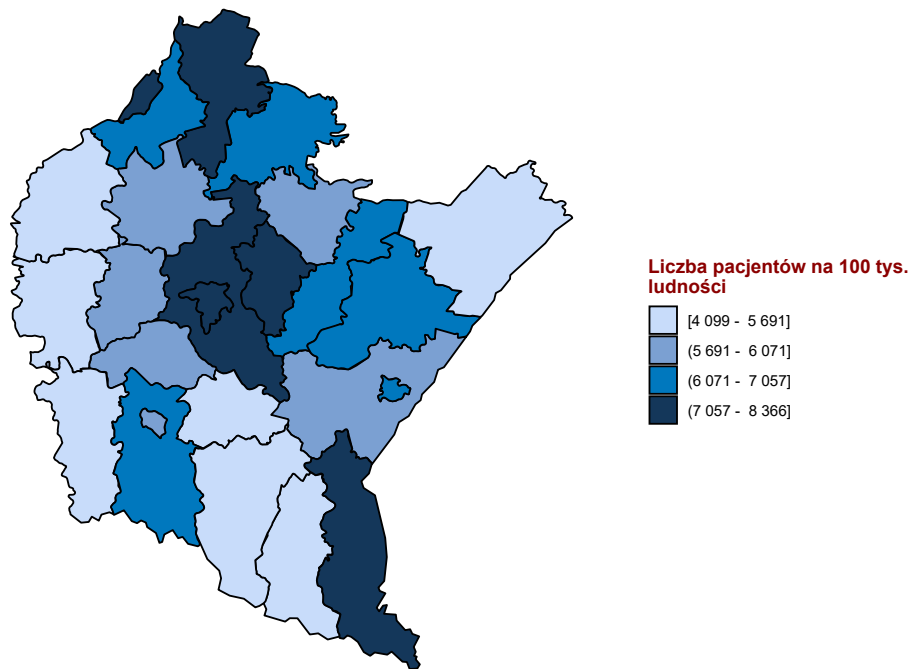 Liczba pacjentów na 100 tys.
ludności
[4 099 - 5 691]
(5 691 - 6 071]
(6 071 - 7 057]
(7 057 - 8 366]